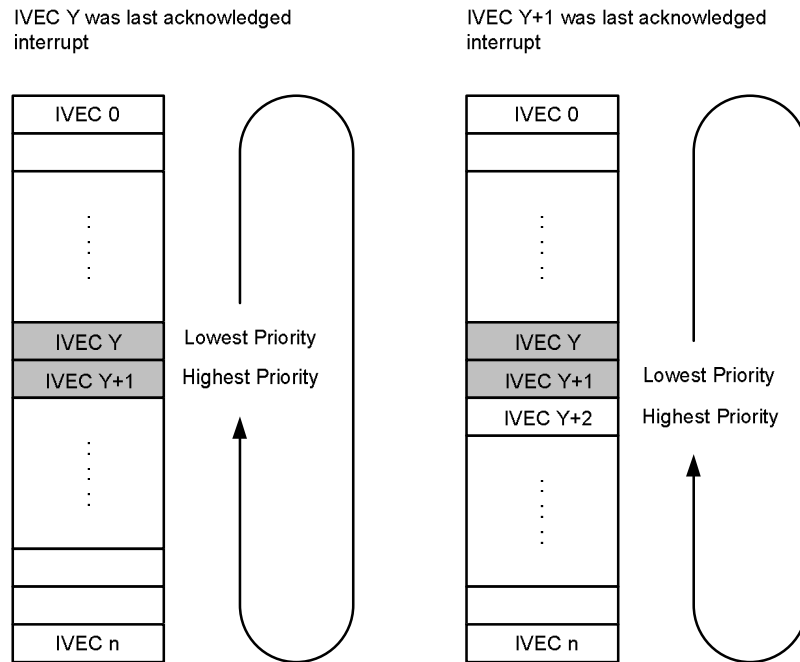 IVEC Y was last acknowledged
interrupt
IVEC 0
IVEC Y
Lowest Priority
IVEC Y+1
Highest Priority
IVEC n
IVEC Y+1 was last acknowledged
interrupt
IVEC 0
IVEC Y
IVEC Y+1
Lowest Priority
IVEC Y+2
Highest Priority
IVEC n